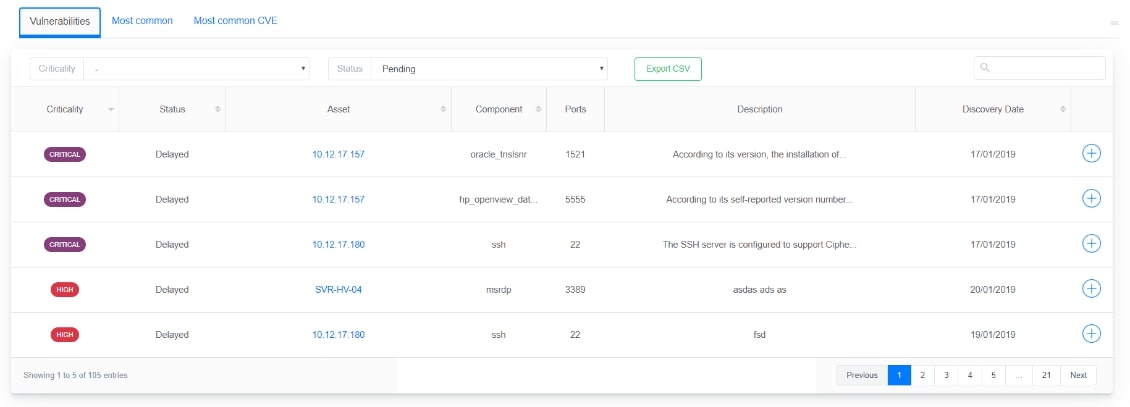 Vulnerabilities Most common Most common CVE
Criticality - Status Pending Export CSV
Criticality Status Asset Component Ports Description Discovery Date
CRITICAL Delayed 10.12.17.157 oracle_tnslsnr 1521 According to its version, the installation of... 17/01/2019
CRITICAL Delayed 10.12.17.157 hp_openview_dat... 5555 According to its self-reported version number... 17/01/2019
CRITICAL Delayed 10.12.17.180 ssh 22 The SSH server is configured to support Ciphe... 17/01/2019
HIGH Delayed SVR-HV-04 msrdp 3389 asdas ads as 20/01/2019
HIGH Delayed 10.12.17.180 ssh 22 fsd 19/01/2019
Showing 1 to 5 of 105 entries Previous 1 2 3 4 5 ... 21 Next